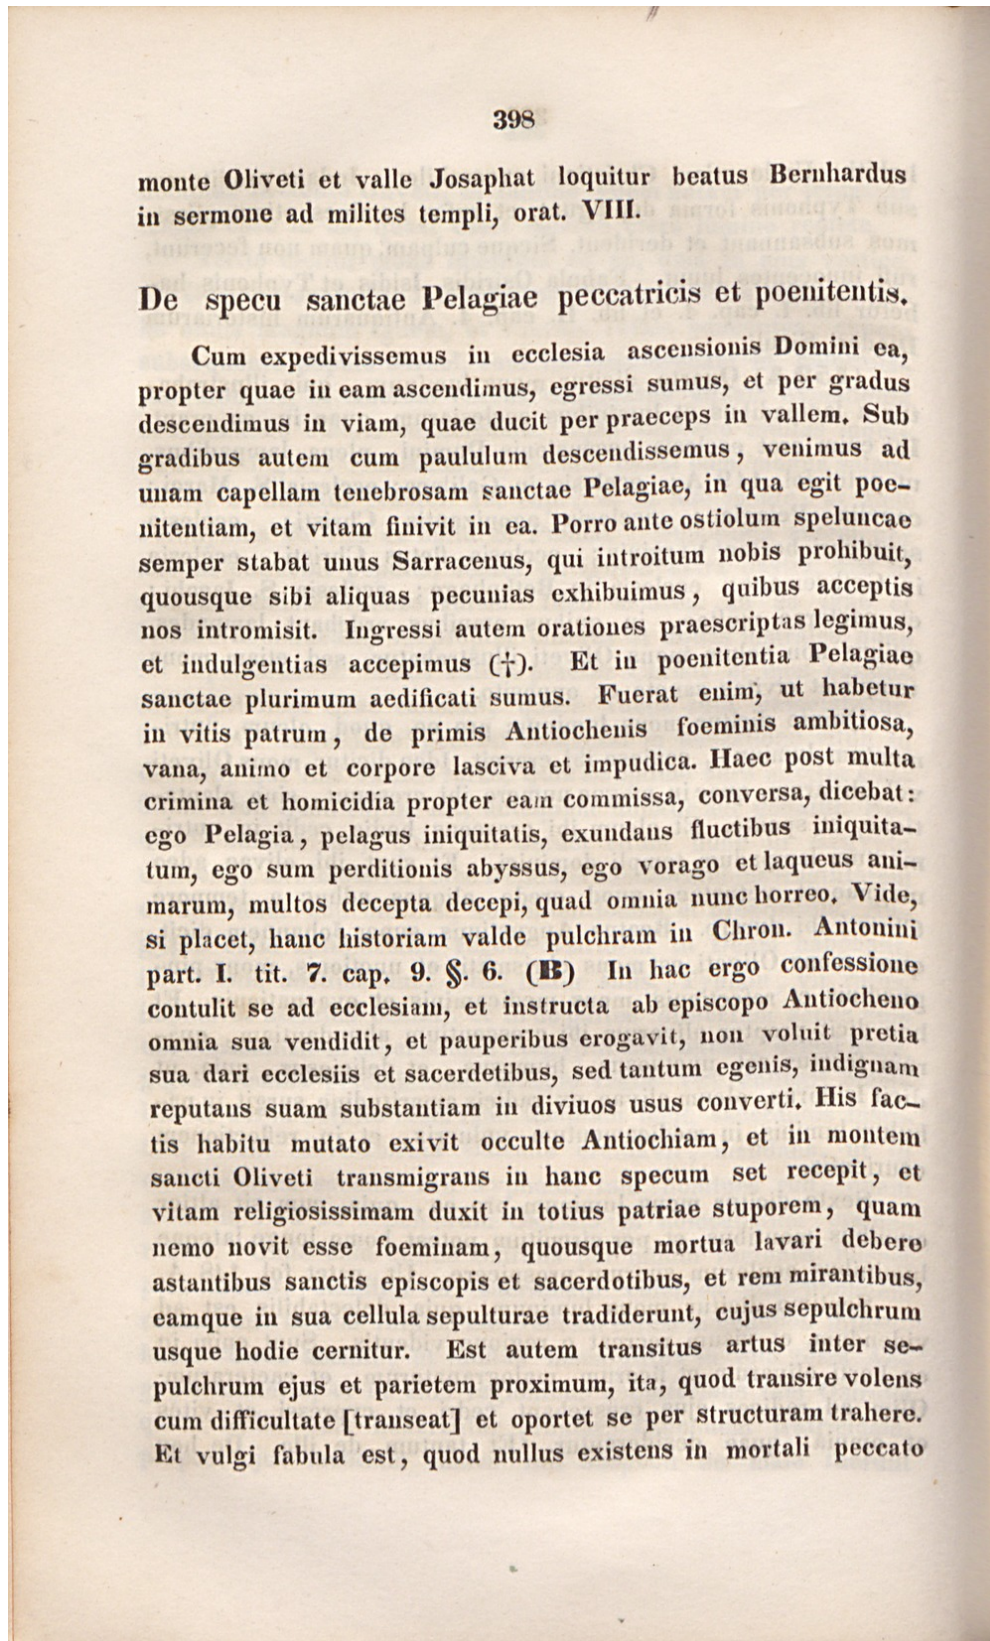 398
monte Oliveti et valle Josaphat loquitur beatus Bernhardus
in sermone ad milites templi, orat. VIII.
De specu sanctae Pelagiae peccatricis et poenitentis.
Cum expedivissemus in ecclesia ascensionis Domini ea,
propter quae in eam ascendimus, egressi sumus, et per gradus
descendimus in viam, quae ducit per praeceps in vallem. Sub
gradibus autem cum paululum descendissemus, venimus ad
unam capellam tenebrosam sanctae Pelagiae, in qua egit poe-
nitentiam, et vitam finivit in ea. Porro ante ostiolum speluncae
semper stabat unus Sarracenus, qui introitum nobis prohibuit,
quousque sibi aliquas pecunias exhibuimus, quibus acceptis
nos intromisit. Ingressi autem orationes praescriptas legimus,
et indulgentias accepimus (†). Et in poenitentia Pelagiae
sanctae plurimum aedificati sumus. Fuerat enim, ut habetur
in vitis patrum, de primis Antiochenis foeminis ambitiosa,
vana, animo et corpore lasciva et impudica. Haec post multa
crimina et homicidia propter eam commissa, conversa, dicebat:
ego Pelagia, pelagus iniquitatis, exundans fluctibus iniquita-
tum, ego sum perditionis abyssus, ego vorago et laqueus ani-
marum, multos decepta decepi, quad omnia nunc horreo. Vide,
si placet, hanc historiam valde pulchram in Chron. Antonini
part. I. tit. 7. cap. 9. §. 6. (B) In hac ergo confessione
contulit se ad ecclesiam, et instructa ab episcopo Antiocheno
omnia sua vendidit, et pauperibus erogavit, non voluit pretia
sua dari ecclesiis et sacerdetibus, sed tantum egenis, indignam
reputans suam substantiam in diviuos usus converti. His fac-
tis habitu mutato exivit occulte Antiochiam, et in montem
sancti Oliveti transmigrans in hanc specum set recepit, et
vitam religiosissimam duxit in totius patriae stuporem, quam
nemo novit esse foeminam, quousque mortua lavari debere
astantibus sanctis episcopis et sacerdotibus, et rem mirantibus,
eamque in sua cellula sepulturae tradiderunt, cujus sepulchrum
usque hodie cernitur. Est autem transitus artus inter se-
pulchrum ejus et parietem proximum, ita, quod transire volens
cum difficultate [transeat] et oportet se per structuram trahere.
Et vulgi fabula est, quod nullus existens in mortali peccato